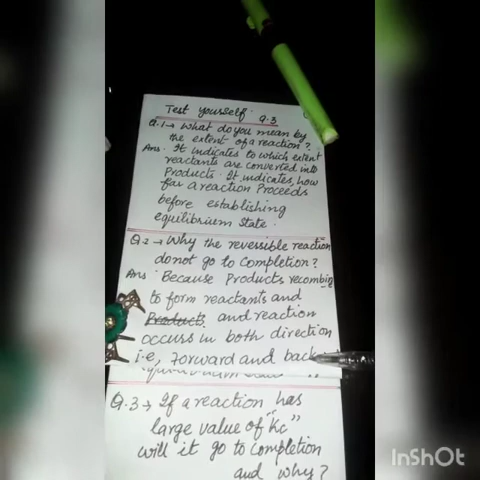 Test yourself 9.3
Q.1→ What do you mean by
the extent of a reaction?
Ans: It indicates to which extent
reactants are converted into
Products. It indicates, how
far a reaction Proceeds
before establishing
equilibrium state.
Q.2→ Why the reversible reaction
do not go to completion?
Ans: Because Products recombing
to form reactants and
Products and reaction
occurs in both direction
i.e, Forward and back
Q.3→ If a reaction has
large value of "Kc"
will it go to completion
and why?
InShOt